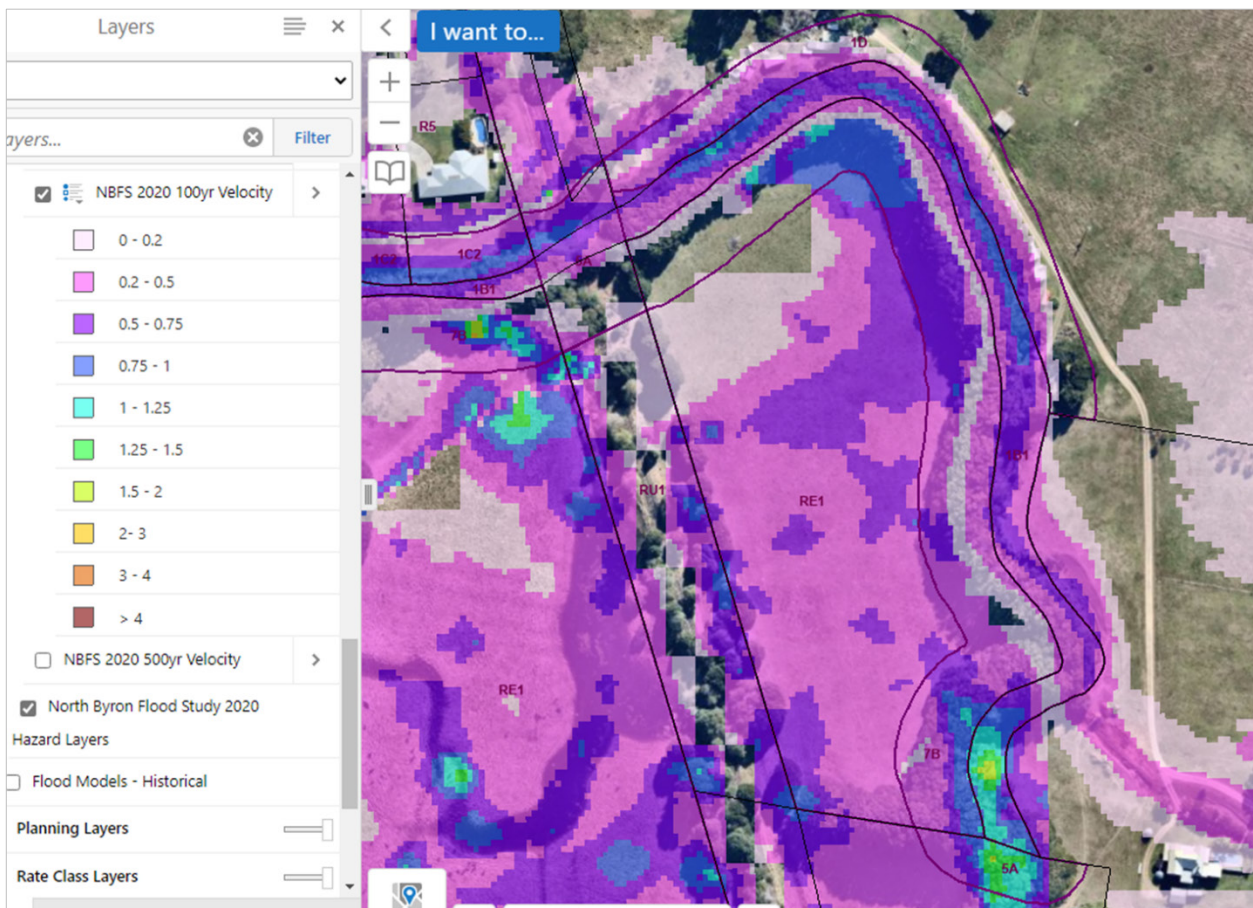 Layers
I want to...
ayers...
Filter
NBFS 2020 100yr Velocity
0 - 0.2
0.2 - 0.5
0.5 - 0.75
0.75 - 1
1 - 1.25
1.25 - 1.5
1.5 - 2
2- 3
3 - 4
> 4
NBFS 2020 500yr Velocity
North Byron Flood Study 2020
Hazard Layers
Flood Models - Historical
Planning Layers
Rate Class Layers
1D
R5
1C2
1B1
RU1
RE1
RE1
7B
5A